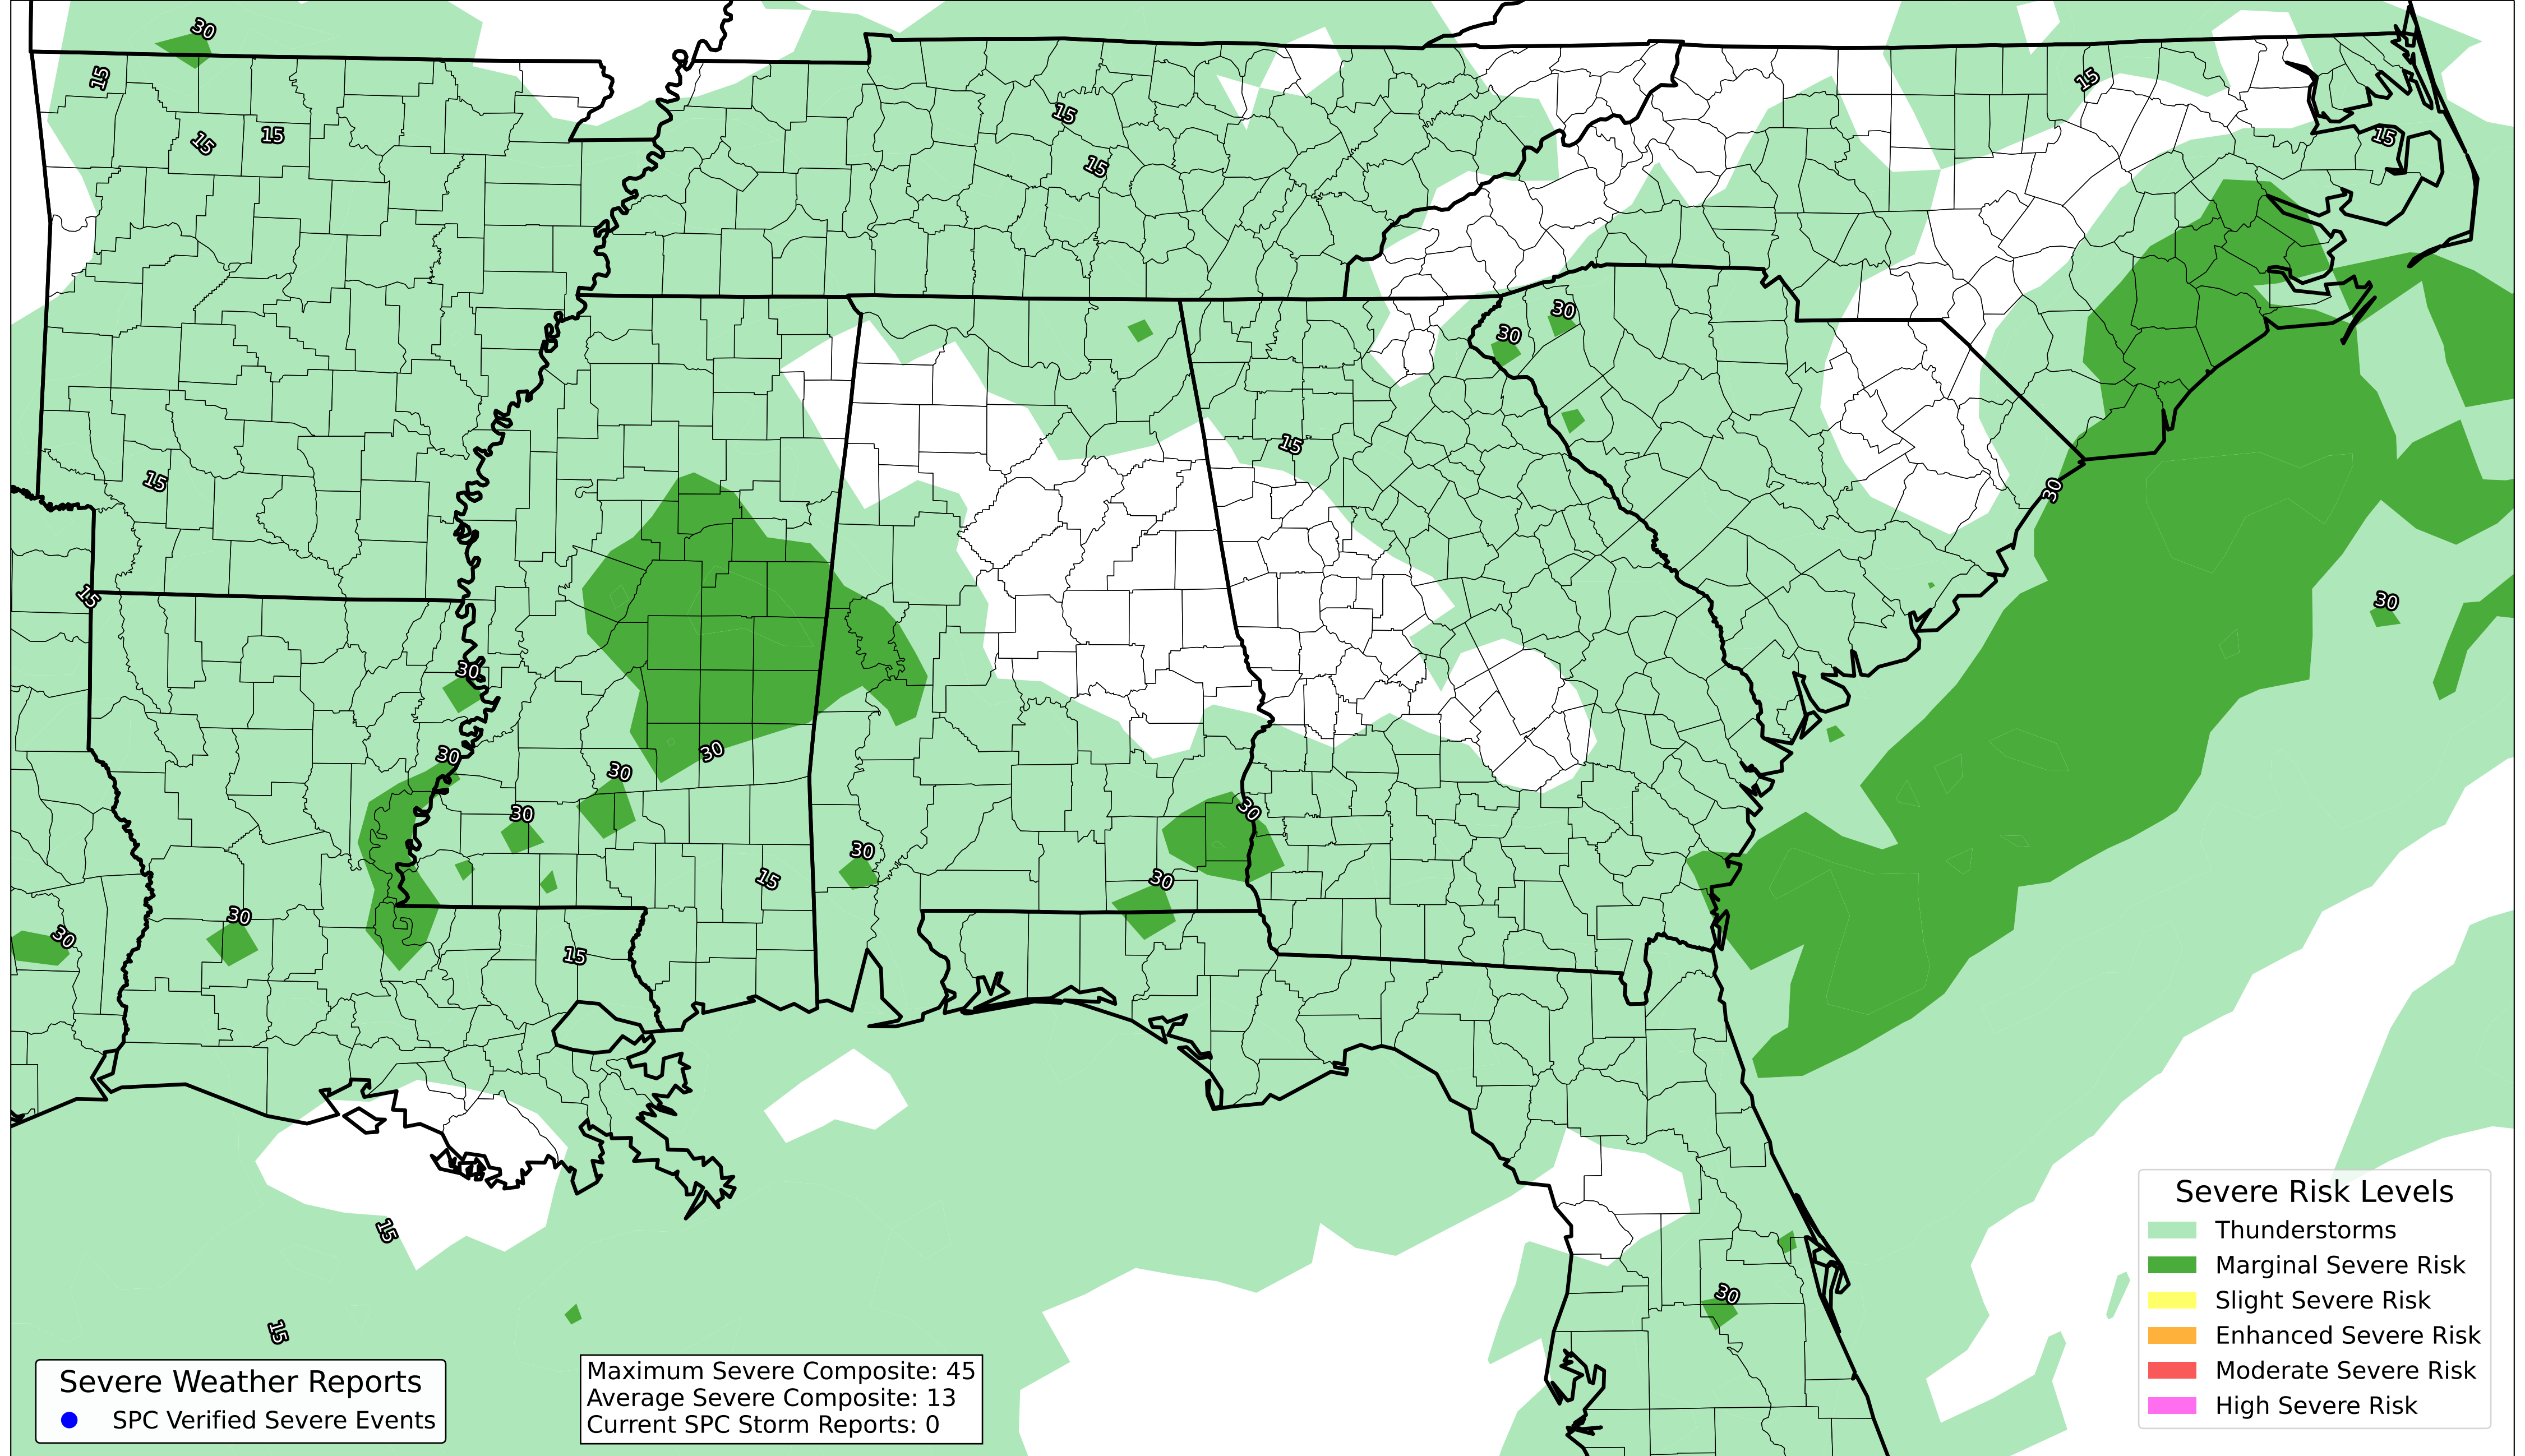 30
15
15
15
15
15
15
15
30
30
15
15
30
15
30
30
30
30
30
30
30
30
15
30
30
30
15
15
30
15
Severe Risk Levels
Thunderstorms
Marginal Severe Risk
Slight Severe Risk
Enhanced Severe Risk
Moderate Severe Risk
High Severe Risk
Severe Weather Reports
SPC Verified Severe Events
Maximum Severe Composite: 45
Average Severe Composite: 13
Current SPC Storm Reports: 0